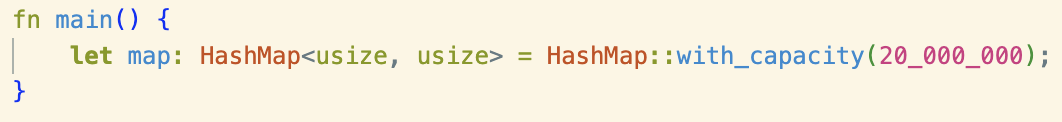 fn main() {
    let map: HashMap<usize, usize> = HashMap::with_capacity(20_000_000);
}